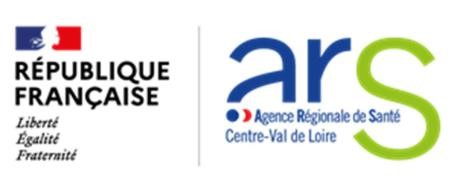 RÉPUBLIQUE
FRANÇAISE
Liberté
Égalité
Fraternité
ars
Agence Régionale de Santé
Centre-Val de Loire